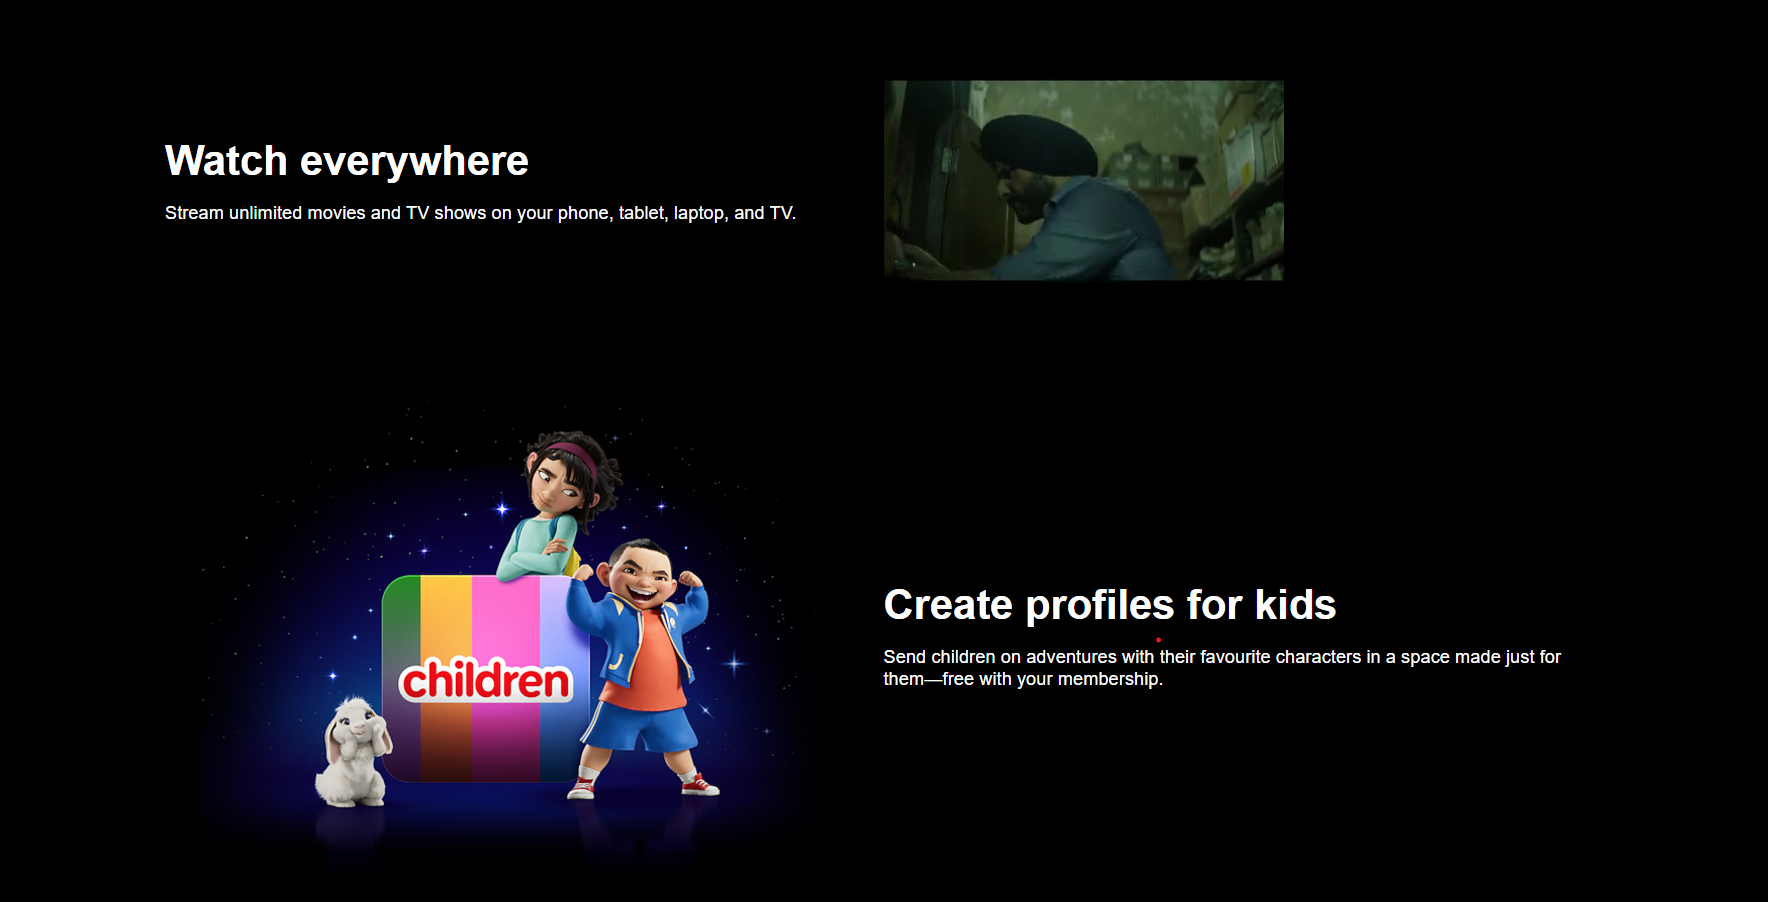 Watch everywhere
Stream unlimited movies and TV shows on your phone, tablet, laptop, and TV.
children
Create profiles for kids
Send children on adventures with their favourite characters in a space made just for
them—free with your membership.